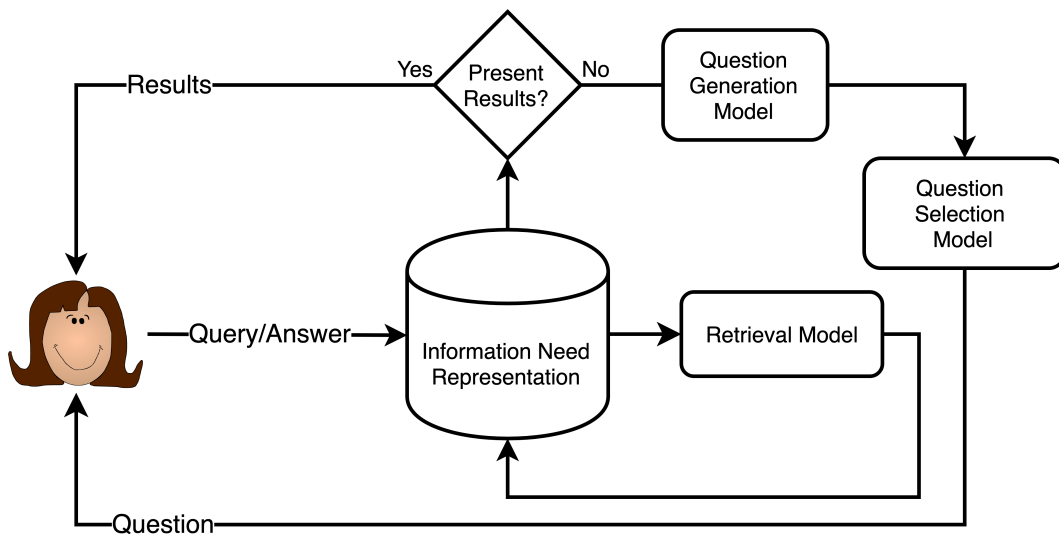 Results
Yes
Present
Results?
No
Question
Generation
Model
Question
Selection
Model
Query/Answer
Information Need
Representation
Retrieval Model
Question